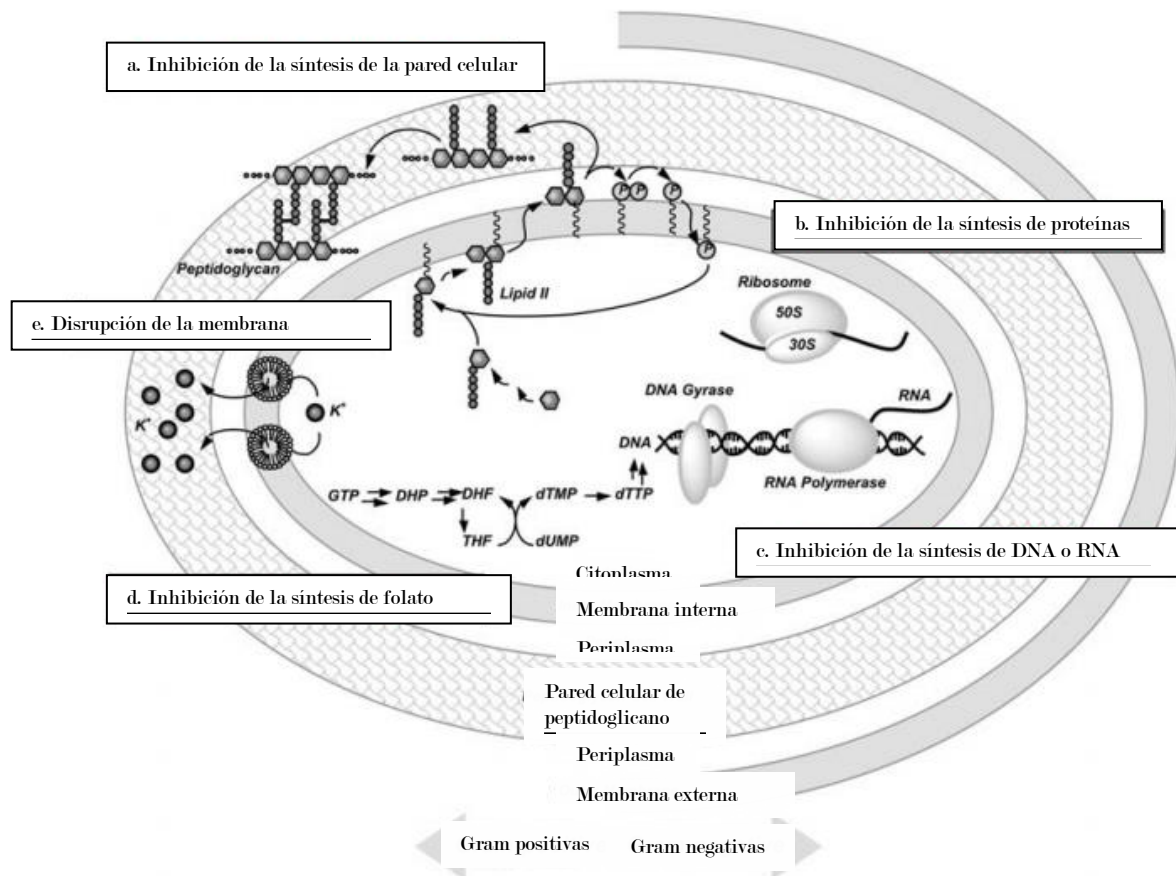 a. Inhibición de la síntesis de la pared celular
b. Inhibición de la síntesis de proteínas
Peptidoglycan
Lipid II
Ribosome
50S
30S
e. Disrupción de la membrana
P P P
P
K+
K+
DNA Gyrase
RNA
DNA
RNA Polymerase
GTP DHP DHF dTMP dTTP
THF dUMP
c. Inhibición de la síntesis de DNA o RNA
d. Inhibición de la síntesis de folato
Citoplasma
Membrana interna
Periplasma
Pared celular de
peptidoglicano
Periplasma
Membrana externa
Gram positivas Gram negativas